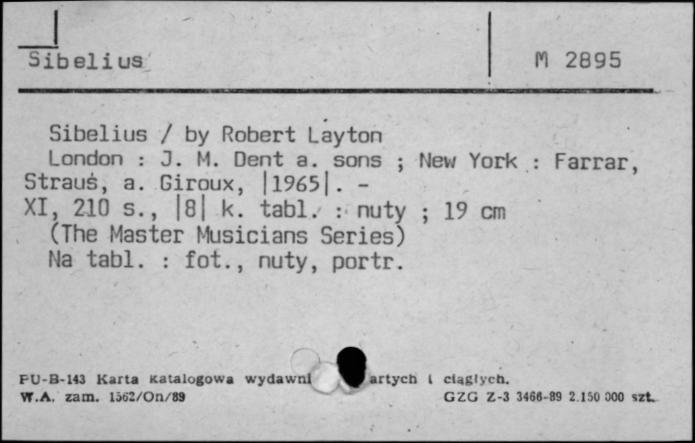 Sibelius
M 2895
Sibelius / by Robert Layton
London : J. M. Dent a. sons ; New York : Farrar,
Strauś, a. Giroux, |1965|. -
XI, 210 s., |8| k. tabl. : nuty ; 19 cm
(The Master Musicians Series)
Na tabl. : fot., nuty, portr.
PU-B-143 Karta katalogowa wydawni artych i ciągłych.
W.A. zam. 1562/On/89
GZG Z-3 3466-89 2.150 000 szt.